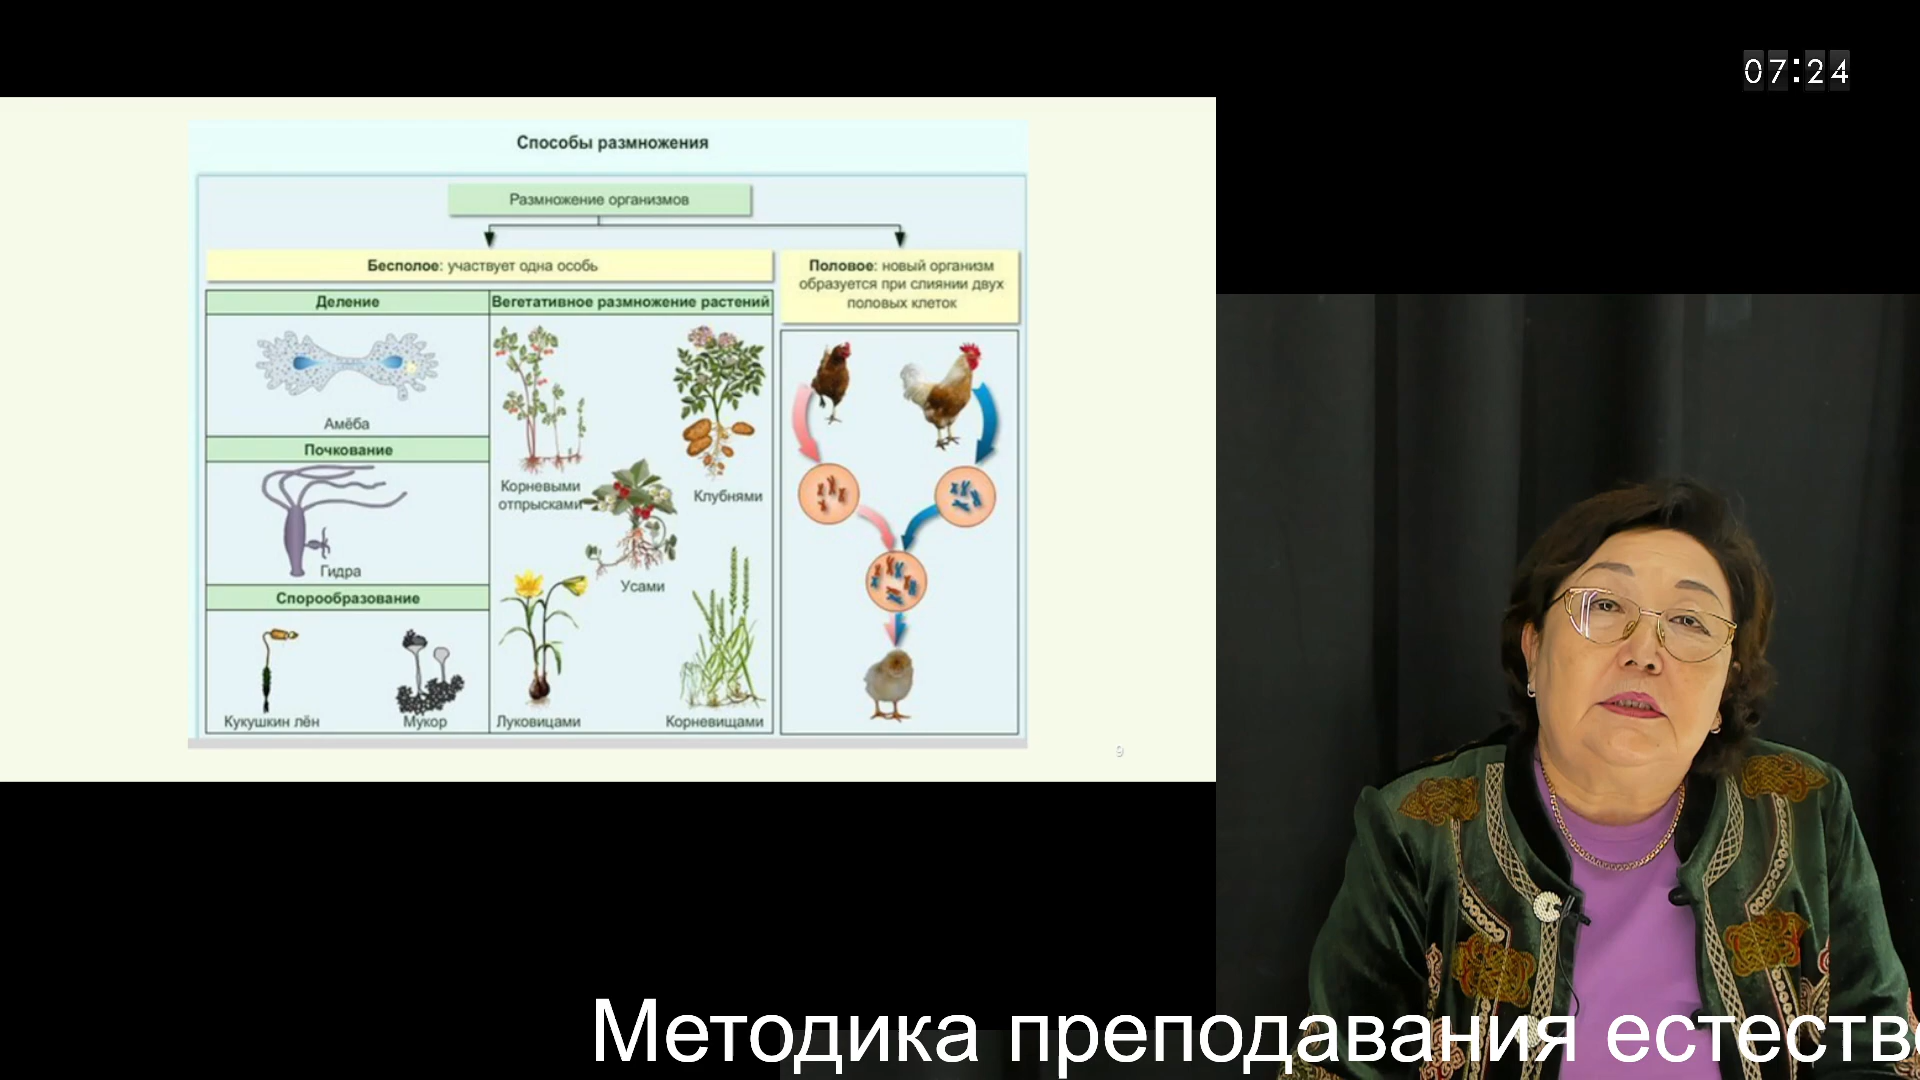 07:24
Способы размножения
Размножение организмов
Бесполое: участвует одна особь
Половое: новый организм
образуется при слиянии двух
половых клеток
Деление
Вегетативное размножение растений
Амёба
Почкование
Корневыми
отпрысками
Клубнями
Гидра
Усами
Спорообразование
Кукушкин лён
Мукор
Луковицами
Корневищами
9
Методика преподавания естеств